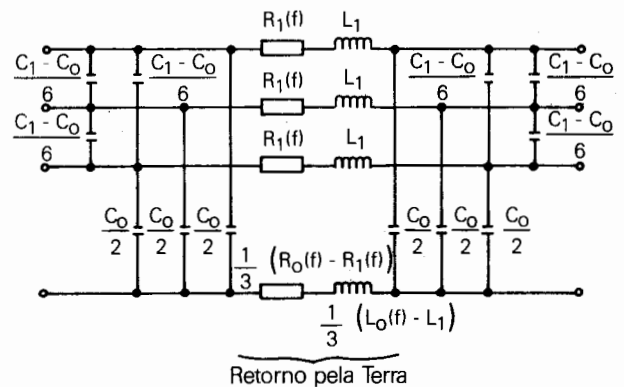 R₁(f) L₁
C₁ - C₀ / 6
C₁ - C₀ / 6
C₁ - C₀ / 6
C₁ - C₀ / 6
R₁(f) L₁
C₁ - C₀ / 6
C₁ - C₀ / 6
R₁(f) L₁
C₀/2 C₀/2 C₀/2
C₀/2 C₀/2 C₀/2
1/3 (R₀(f) - R₁(f))
1/3 (L₀(f) - L₁)
Retorno pela Terra